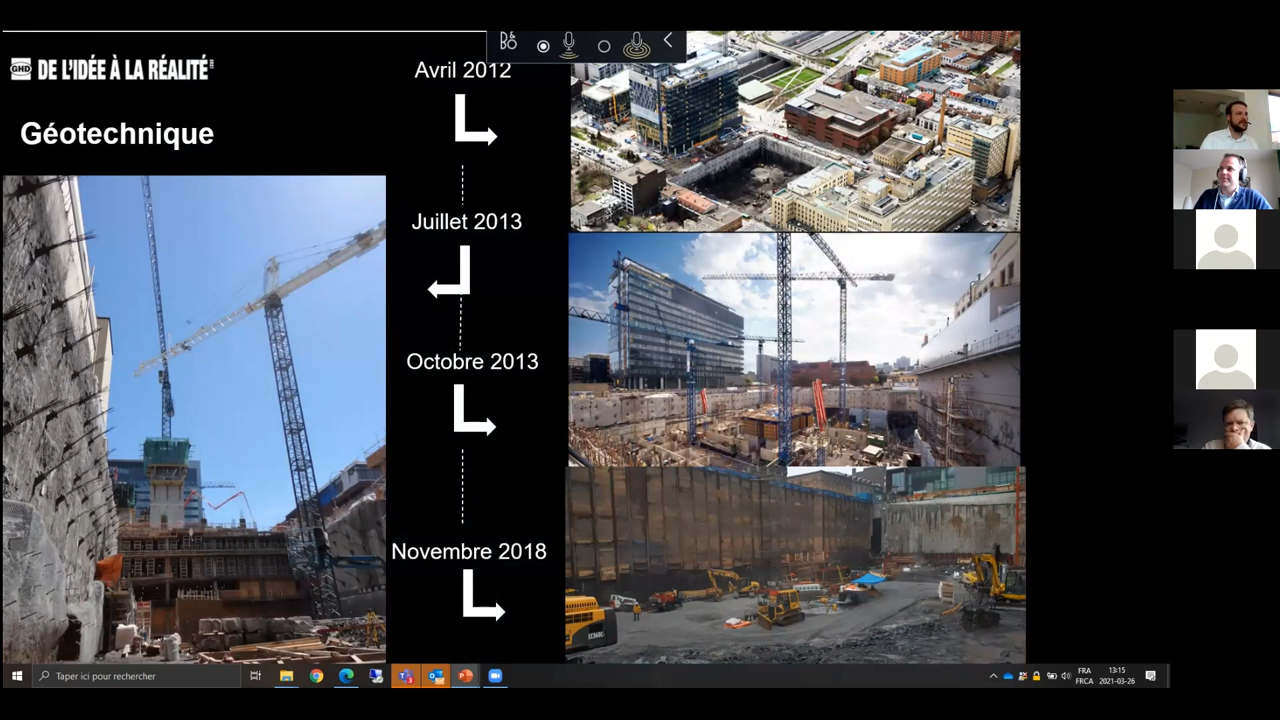 GHD DE L'IDÉE À LA RÉALITÉ
Géotechnique
Avril 2012
Juillet 2013
Octobre 2013
Novembre 2018
Taper ici pour rechercher
FRA
FRCA
13:15
2021-03-26